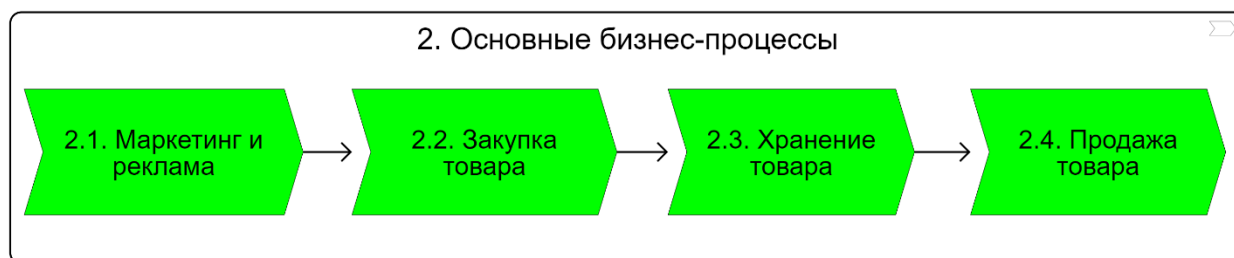 2. Основные бизнес-процессы
2.1. Маркетинг и
реклама
2.2. Закупка
товара
2.3. Хранение
товара
2.4. Продажа
товара